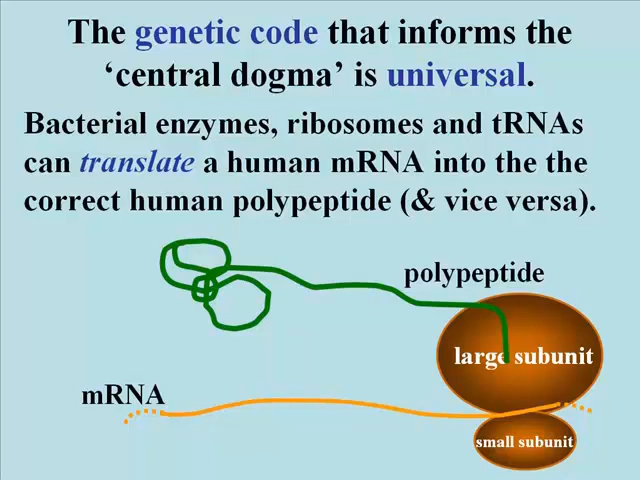 The genetic code that informs the
‘central dogma’ is universal.
Bacterial enzymes, ribosomes and tRNAs
can translate a human mRNA into the the
correct human polypeptide (& vice versa).
polypeptide
large subunit
mRNA
small subunit